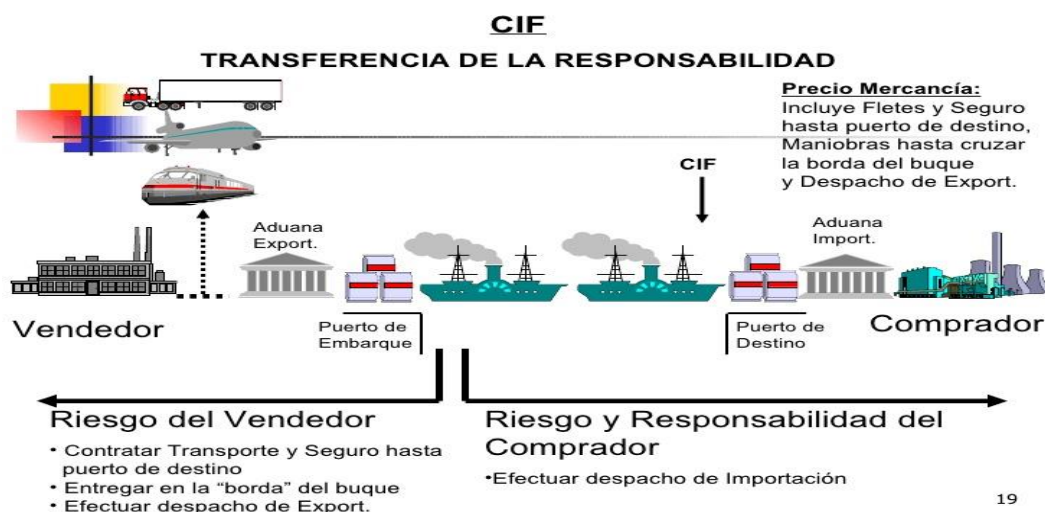 CIF
TRANSFERENCIA DE LA RESPONSABILIDAD
Precio Mercancía:
Incluye Fletes y Seguro
hasta puerto de destino,
Maniobras hasta cruzar
la borda del buque
y Despacho de Export.
CIF
Aduana
Export.
Aduana
Import.
Vendedor
Puerto de
Embarque
Puerto de
Destino
Comprador
Riesgo del Vendedor
• Contratar Transporte y Seguro hasta
puerto de destino
• Entregar en la “borda” del buque
• Efectuar despacho de Export.
Riesgo y Responsabilidad del
Comprador
•Efectuar despacho de Importación
19